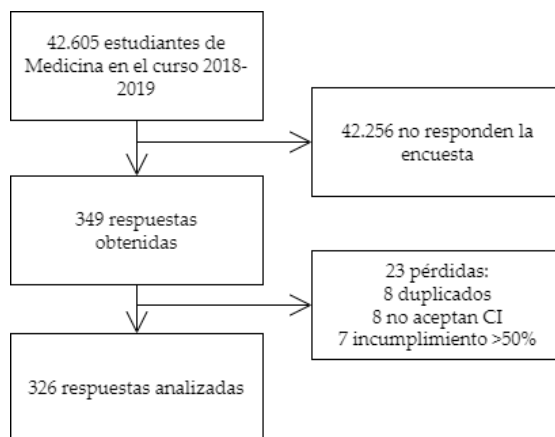 42.605 estudiantes de
Medicina en el curso 2018-
2019
42.256 no responden la
encuesta
349 respuestas
obtenidas
23 pérdidas:
8 duplicados
8 no aceptan CI
7 incumplimiento >50%
326 respuestas analizadas